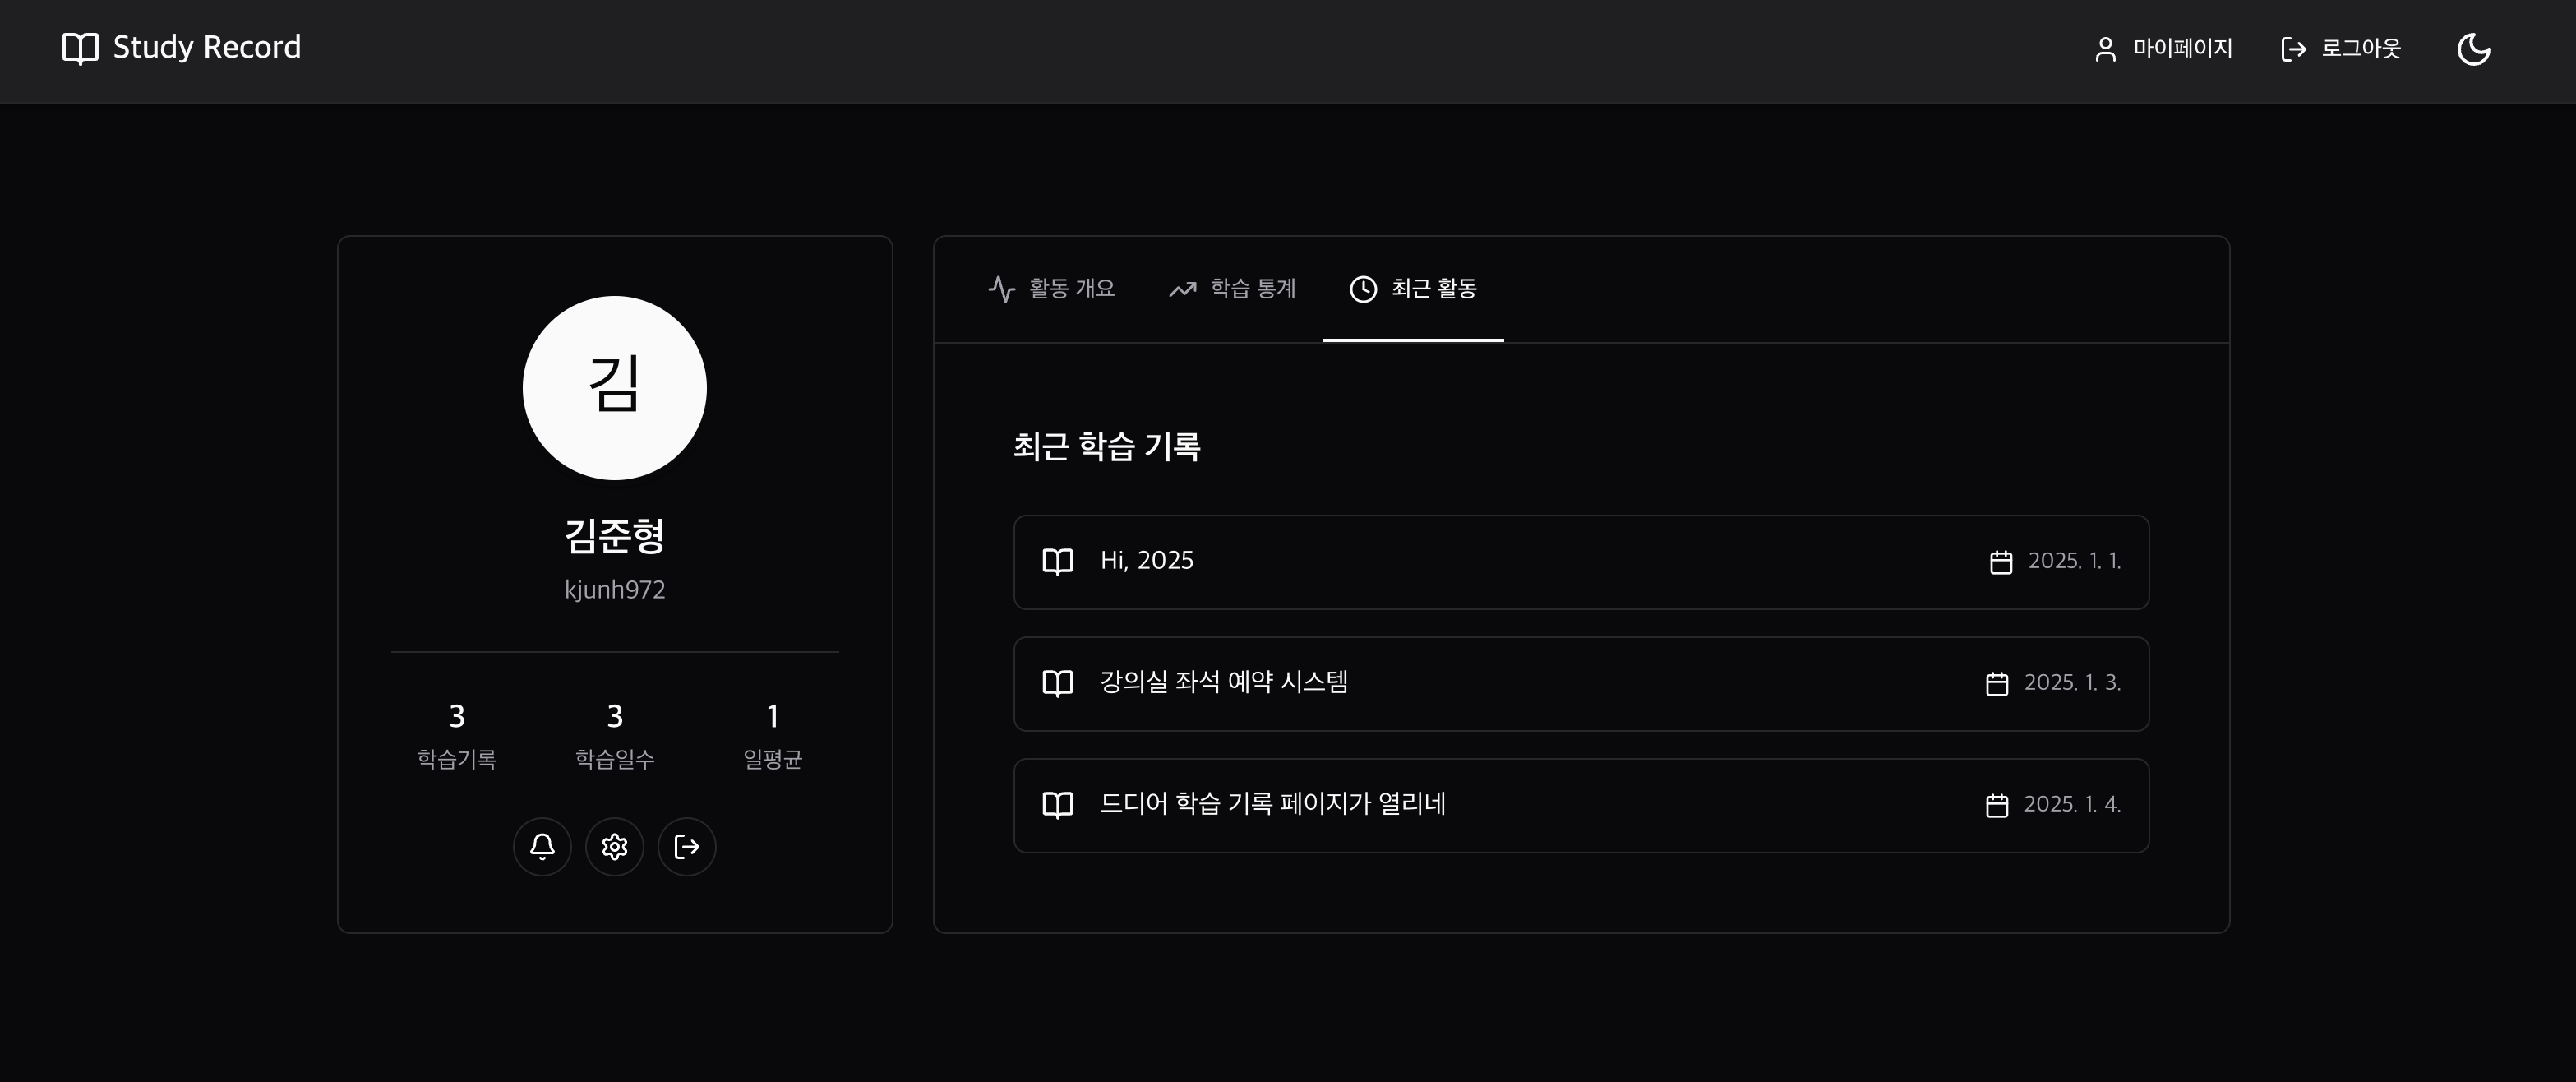 Study Record
마이페이지
로그아웃
김
김준형
kjunh972
3
학습기록
3
학습일수
1
일평균
활동 개요
학습 통계
최근 활동
최근 학습 기록
Hi, 2025
2025. 1. 1.
강의실 좌석 예약 시스템
2025. 1. 3.
드디어 학습 기록 페이지가 열리네
2025. 1. 4.